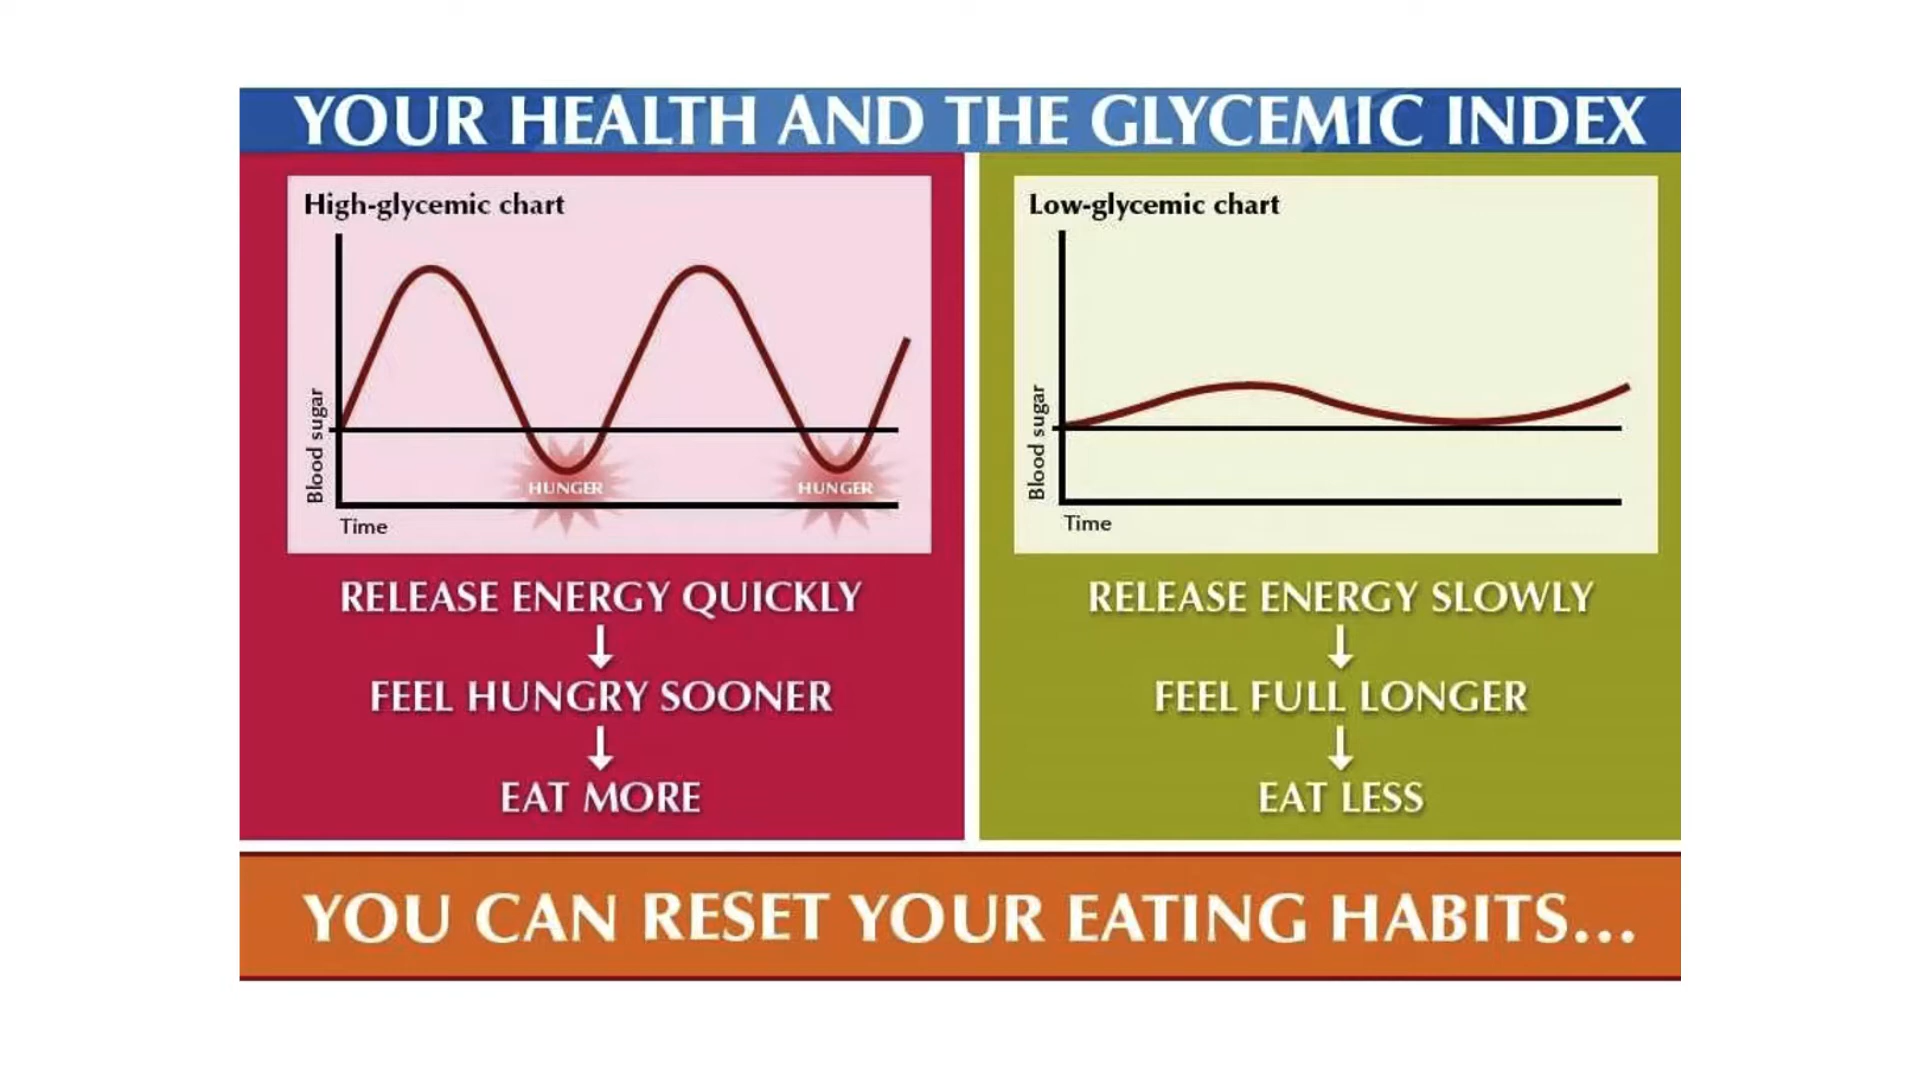 YOUR HEALTH AND THE GLYCEMIC INDEX
High-glycemic chart
Blood sugar
HUNGER
HUNGER
Time
RELEASE ENERGY QUICKLY
FEEL HUNGRY SOONER
EAT MORE
Low-glycemic chart
Blood sugar
Time
RELEASE ENERGY SLOWLY
FEEL FULL LONGER
EAT LESS
YOU CAN RESET YOUR EATING HABITS...